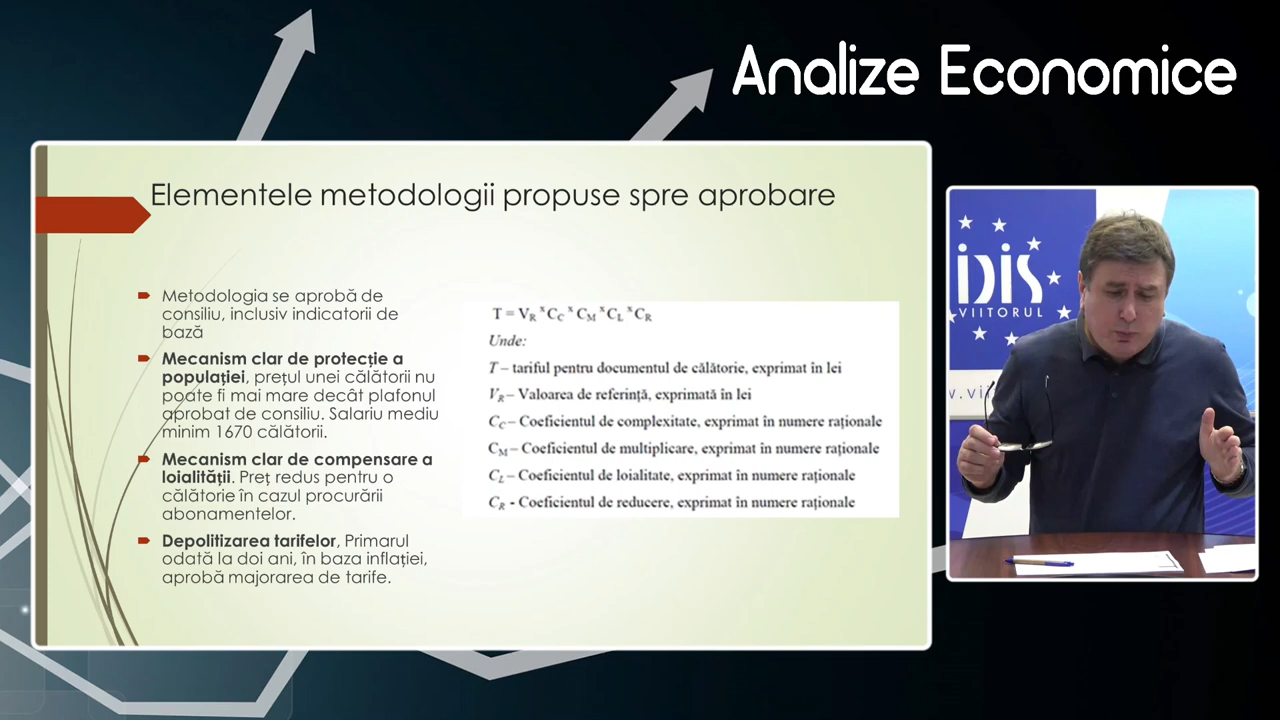 Analize Economice
Elementele metodologii propuse spre aprobare
Metodologia se aprobă de
consiliu, inclusiv indicatorii de
bază
Mecanism clar de protecție a
populației, prețul unei călătorii nu
poate fi mai mare decât plafonul
aprobat de consiliu. Salariu mediu
minim 1670 călătorii.
Mecanism clar de compensare a
loialității. Preț redus pentru o
călătorie în cazul procurării
abonamentelor.
Depolitizarea tarifelor, Primarul
odată la doi ani, în baza inflației,
aprobă majorarea de tarife.
T = V_R x C_C x C_M x C_L x C_R
Unde:
T – tariful pentru documentul de călătorie, exprimat în lei
V_R – Valoarea de referință, exprimată în lei
C_C – Coeficientul de complexitate, exprimat în numere raționale
C_M – Coeficientul de multiplicare, exprimat în numere raționale
C_L – Coeficientul de loialitate, exprimat în numere raționale
C_R - Coeficientul de reducere, exprimat în numere raționale
IDIS
VIITORUL